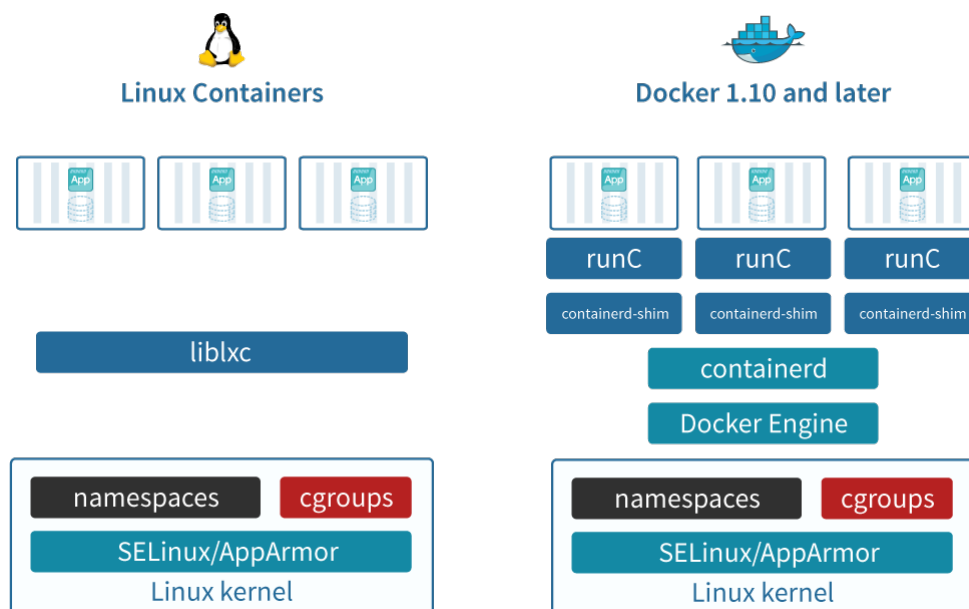 Linux Containers
App
App
App
liblxc
namespaces
cgroups
SELinux/AppArmor
Linux kernel
Docker 1.10 and later
App
App
App
runC
runC
runC
containerd-shim
containerd-shim
containerd-shim
containerd
Docker Engine
namespaces
cgroups
SELinux/AppArmor
Linux kernel